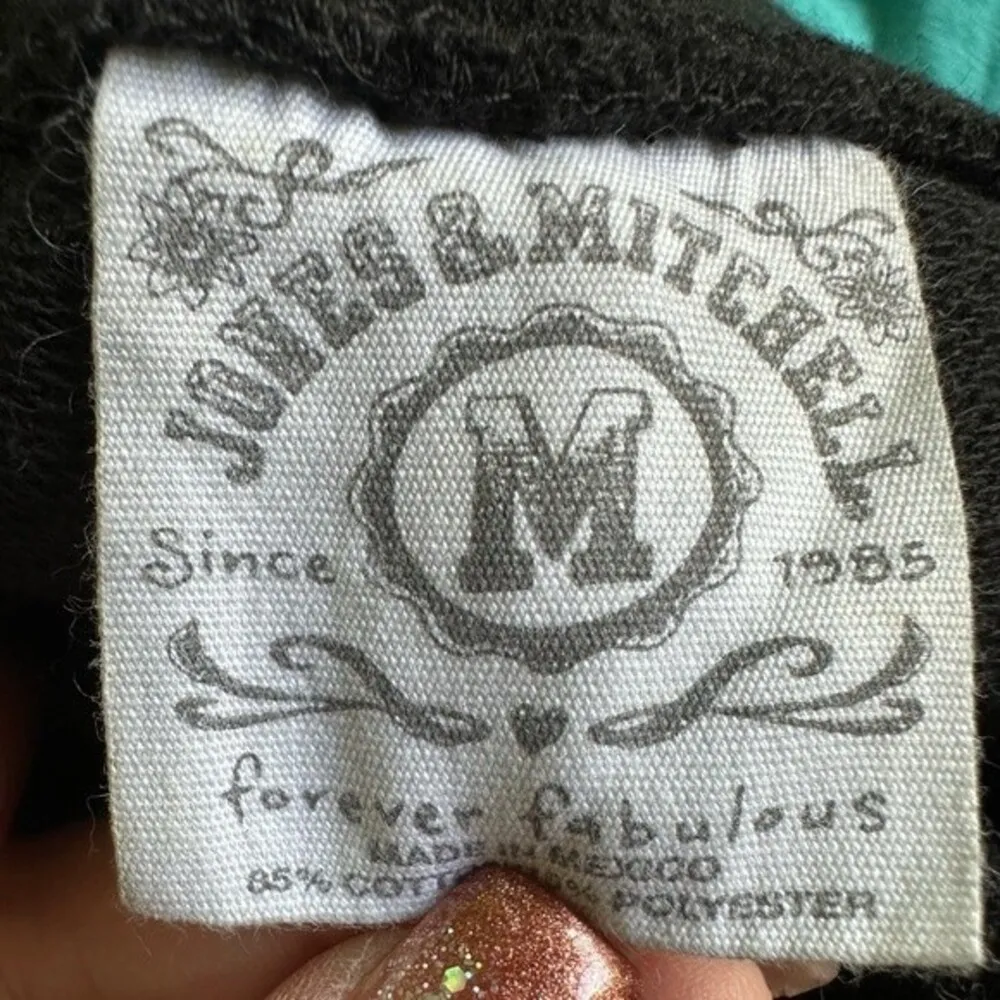 JONES & MITCHELL
M
Since 1985
forever fabulous
MADE IN MEXICO
85% POLYESTER